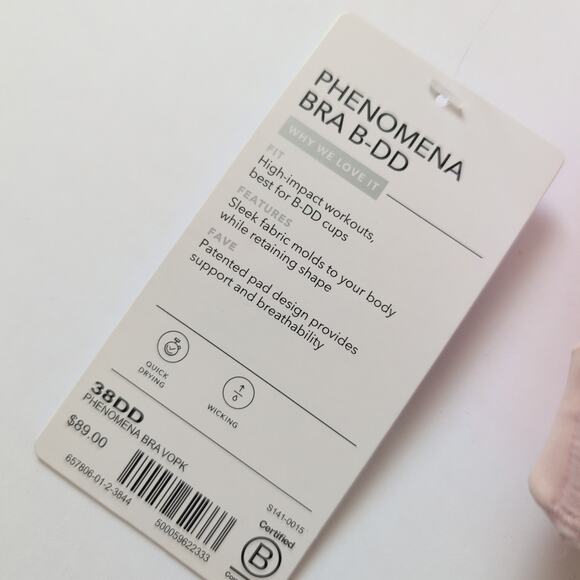 PHENOMENA
BRA B-DD
WHY WE LOVE IT
FIT
High-impact workouts,
best for B-DD cups
FEATURES
Sleek fabric molds to your body
while retaining shape
FAVE
Patented pad design provides
support and breathability
QUICK
DRYING
WICKING
38DD
PHENOMENA BRA VOPK
$89.00
657806-01-2-3844
500059622333
S141-0015
Certified
B